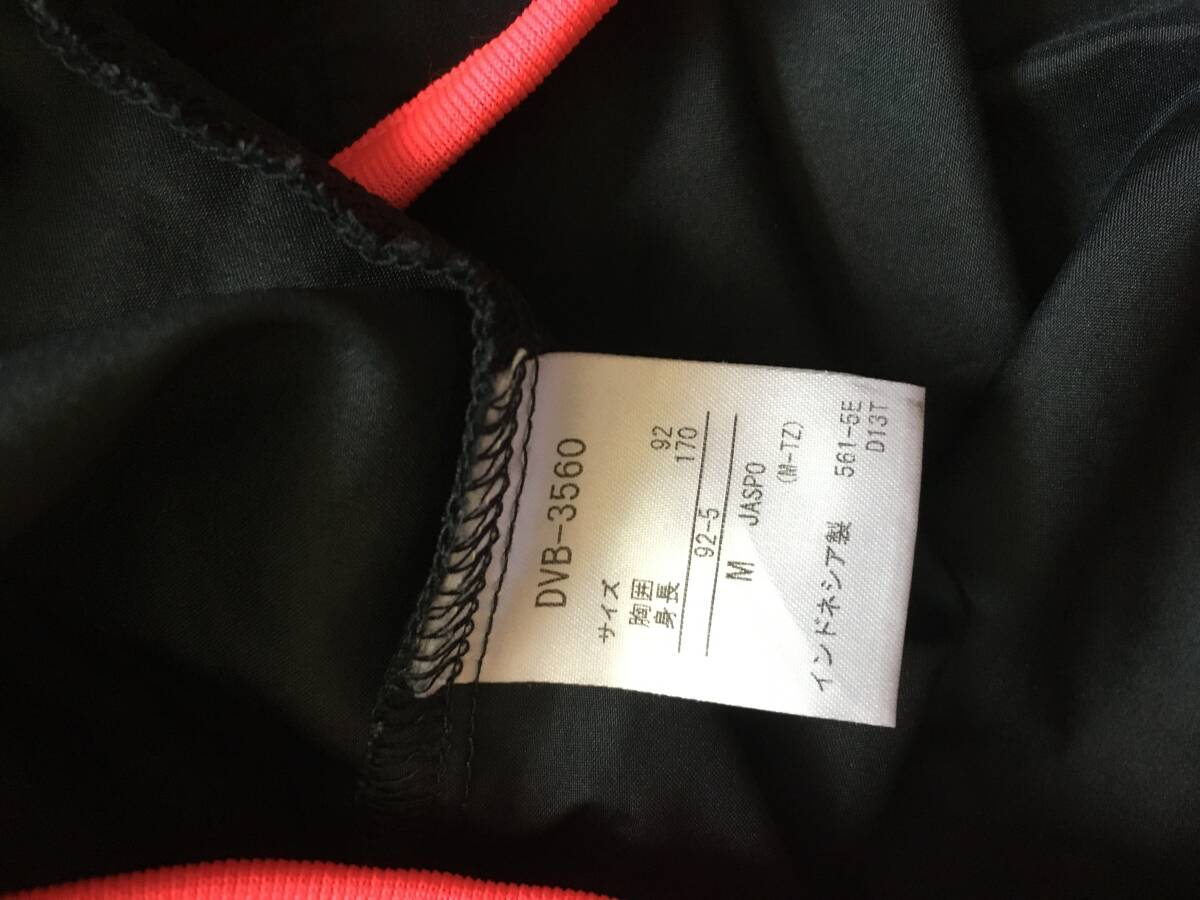 DVB-3560
サイズ
胸囲 92
身長 170
92-5
M JASPO
(M-TZ)
インドネシア製 561-5E
D13T